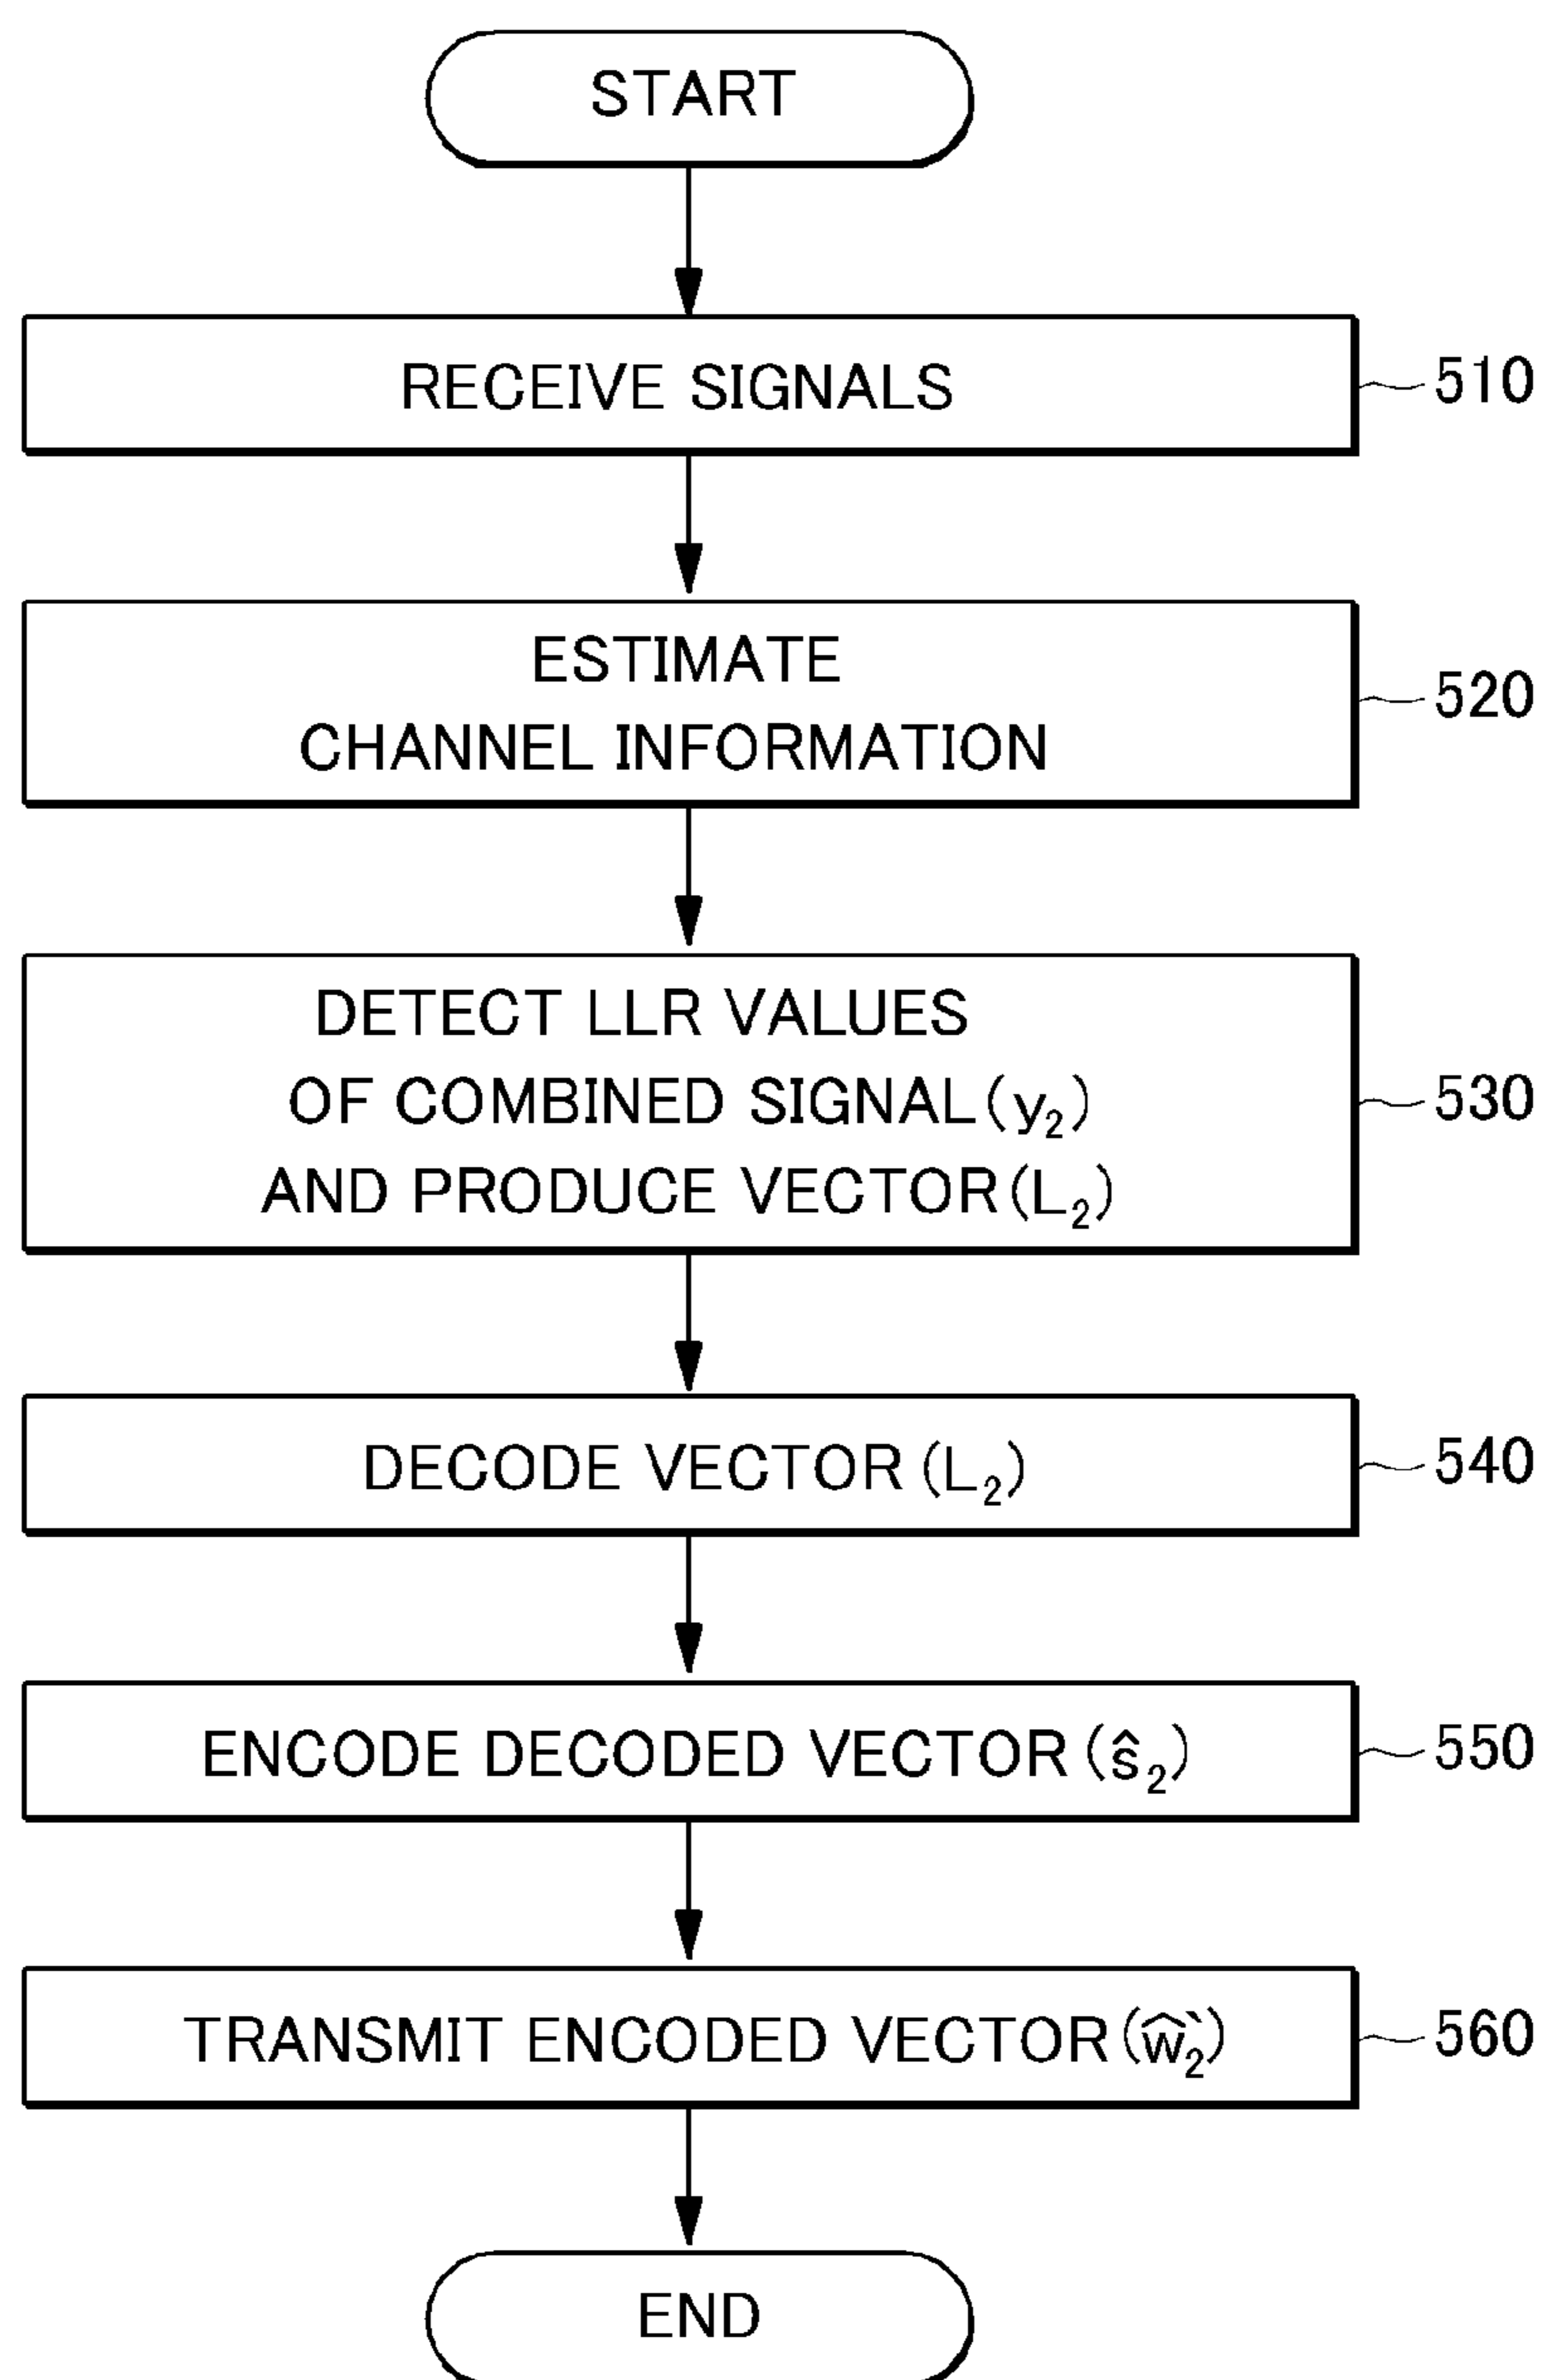 START
RECEIVE SIGNALS
510
ESTIMATE
CHANNEL INFORMATION
520
DETECT LLR VALUES
OF COMBINED SIGNAL(y₂)
AND PRODUCE VECTOR(L₂)
530
DECODE VECTOR(L₂)
540
ENCODE DECODED VECTOR(ŝ₂)
550
TRANSMIT ENCODED VECTOR(ŵ₂`)
560
END